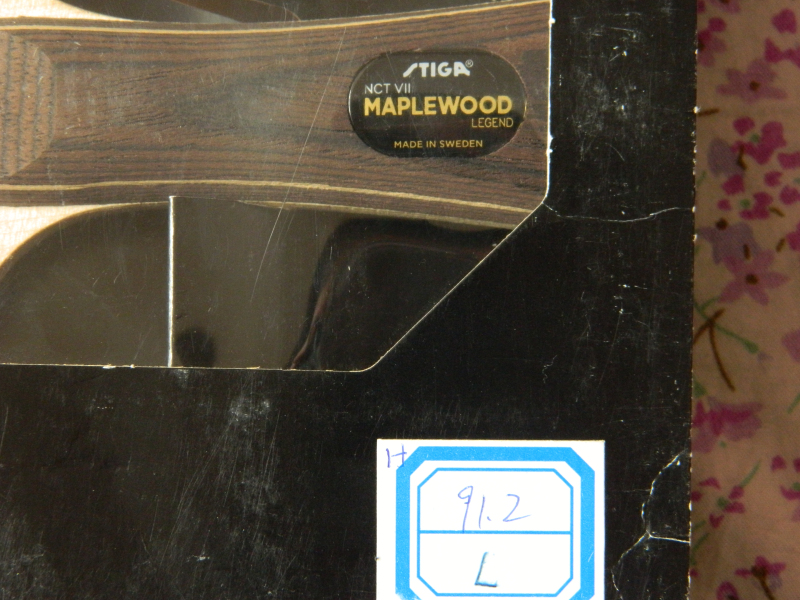 STIGA®
NCT VII
MAPLEWOOD
LEGEND
MADE IN SWEDEN
H
91.2
L